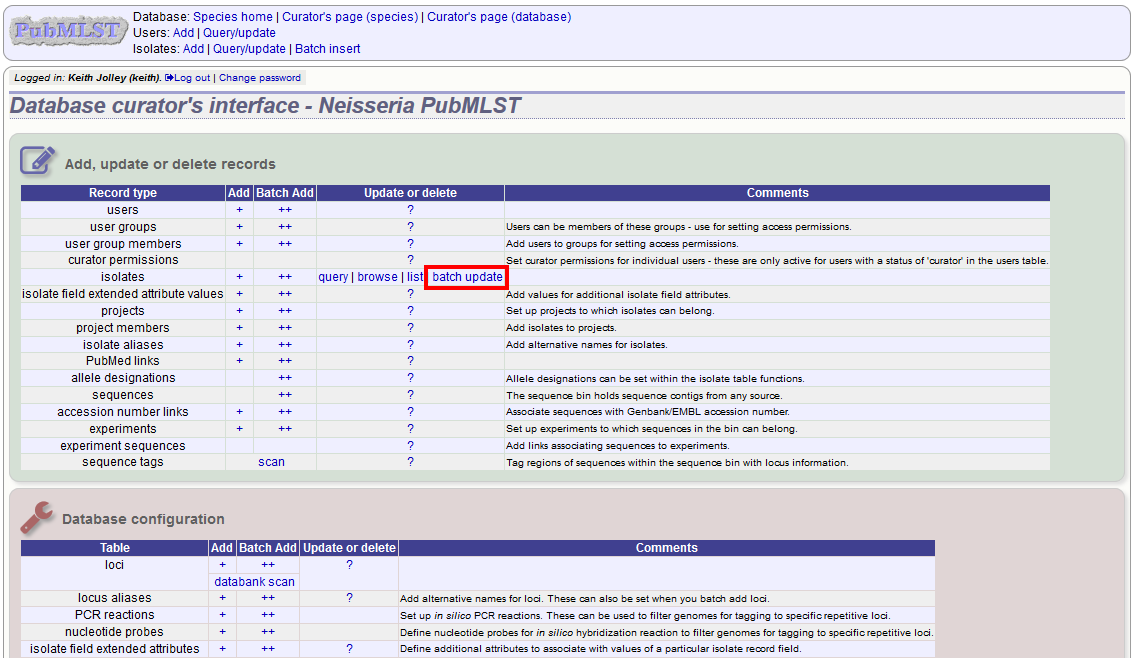 PubMLST
Database: Species home | Curator's page (species) | Curator's page (database)
Users: Add | Query/update
Isolates: Add | Query/update | Batch insert
Logged in: Keith Jolley (keith). Log out | Change password
Database curator's interface - Neisseria PubMLST
Add, update or delete records
Record type Add Batch Add Update or delete Comments
users + ++ ?
user groups + ++ ? Users can be members of these groups - use for setting access permissions.
user group members + ++ ? Add users to groups for setting access permissions.
curator permissions ? Set curator permissions for individual users - these are only active for users with a status of 'curator' in the users table.
isolates + ++ query | browse | list batch update
isolate field extended attribute values + ++ ? Add values for additional isolate field attributes.
projects + ++ ? Set up projects to which isolates can belong.
project members + ++ ? Add isolates to projects.
isolate aliases + ++ ? Add alternative names for isolates.
PubMed links + ++ ?
allele designations ++ ? Allele designations can be set within the isolate table functions.
sequences ++ ? The sequence bin holds sequence contigs from any source.
accession number links + ++ ? Associate sequences with Genbank/EMBL accession number.
experiments + ++ ? Set up experiments to which sequences in the bin can belong.
experiment sequences ? Add links associating sequences to experiments.
sequence tags scan ? Tag regions of sequences within the sequence bin with locus information.
Database configuration
Table Add Batch Add Update or delete Comments
loci + ++ ?
databank scan
locus aliases + ++ ? Add alternative names for loci. These can also be set when you batch add loci.
PCR reactions + ++ Set up in silico PCR reactions. These can be used to filter genomes for tagging to specific repetitive loci.
nucleotide probes + ++ Define nucleotide probes for in silico hybridization reaction to filter genomes for tagging to specific repetitive loci.
isolate field extended attributes + ++ ? Define additional attributes to associate with values of a particular isolate record field.